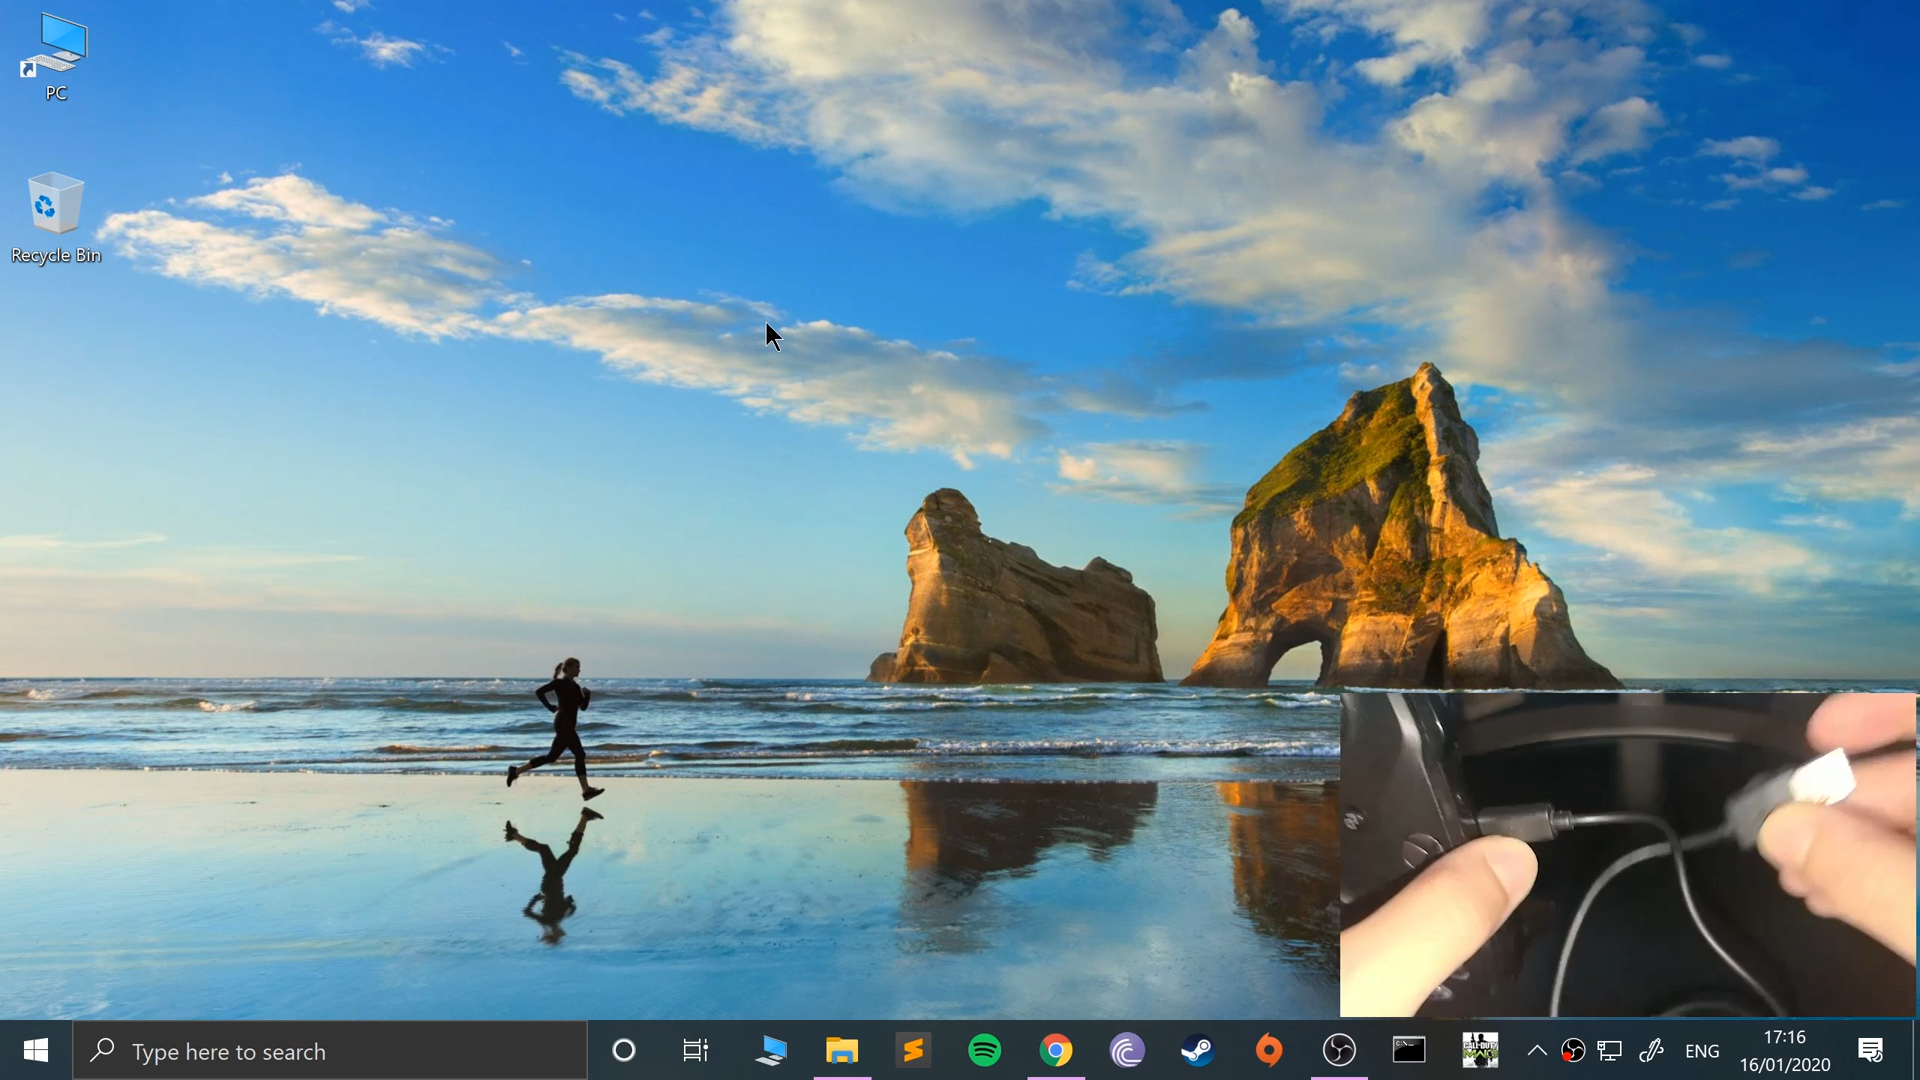 PC
Recycle Bin
Type here to search
ENG
17:16
16/01/2020